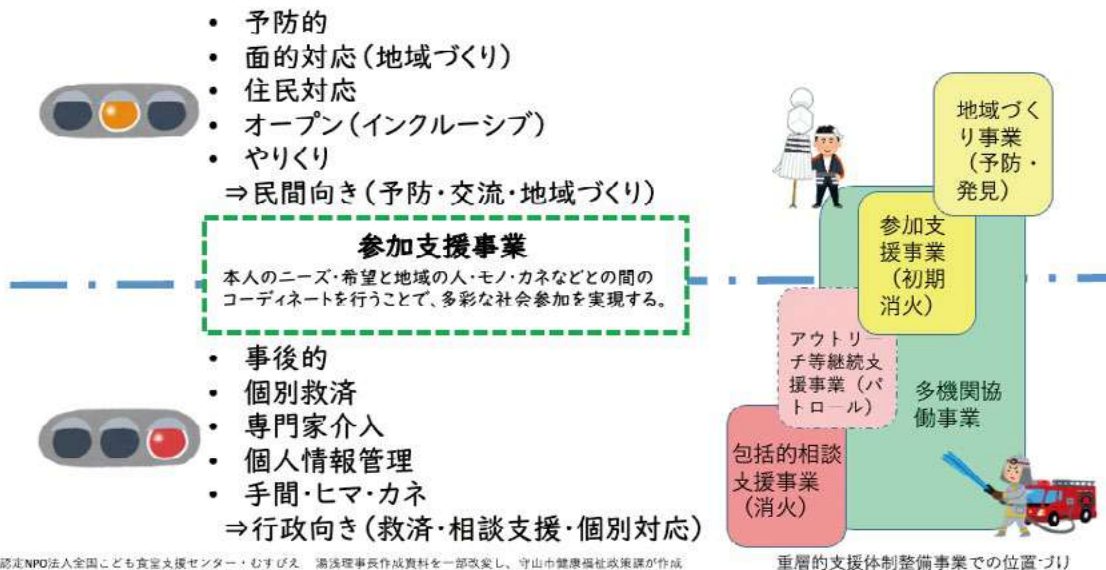 ・ 予防的
・ 面的対応(地域づくり)
・ 住民対応
・ オープン(インクルーシブ)
・ やりくり
⇒民間向き(予防・交流・地域づくり)
参加支援事業
本人のニーズ・希望と地域の人・モノ・カネなどとの間の
コーディネートを行うことで、多彩な社会参加を実現する。
・ 事後的
・ 個別救済
・ 専門家介入
・ 個人情報管理
・ 手間・ヒマ・カネ
⇒行政向き(救済・相談支援・個別対応)
認定NPO法人全国こども食堂支援センター・むすびえ 湯浅理事長作成資料を一部改変し、守山市健康福祉政策課が作成
地域づく
り事業
(予防・
発見)
参加支
援事業
(初期
消火)
アウトリー
チ等継続支
援事業(パ
トロール)
多機関協
働事業
包括的相談
支援事業
(消火)
重層的支援体制整備事業での位置づけ